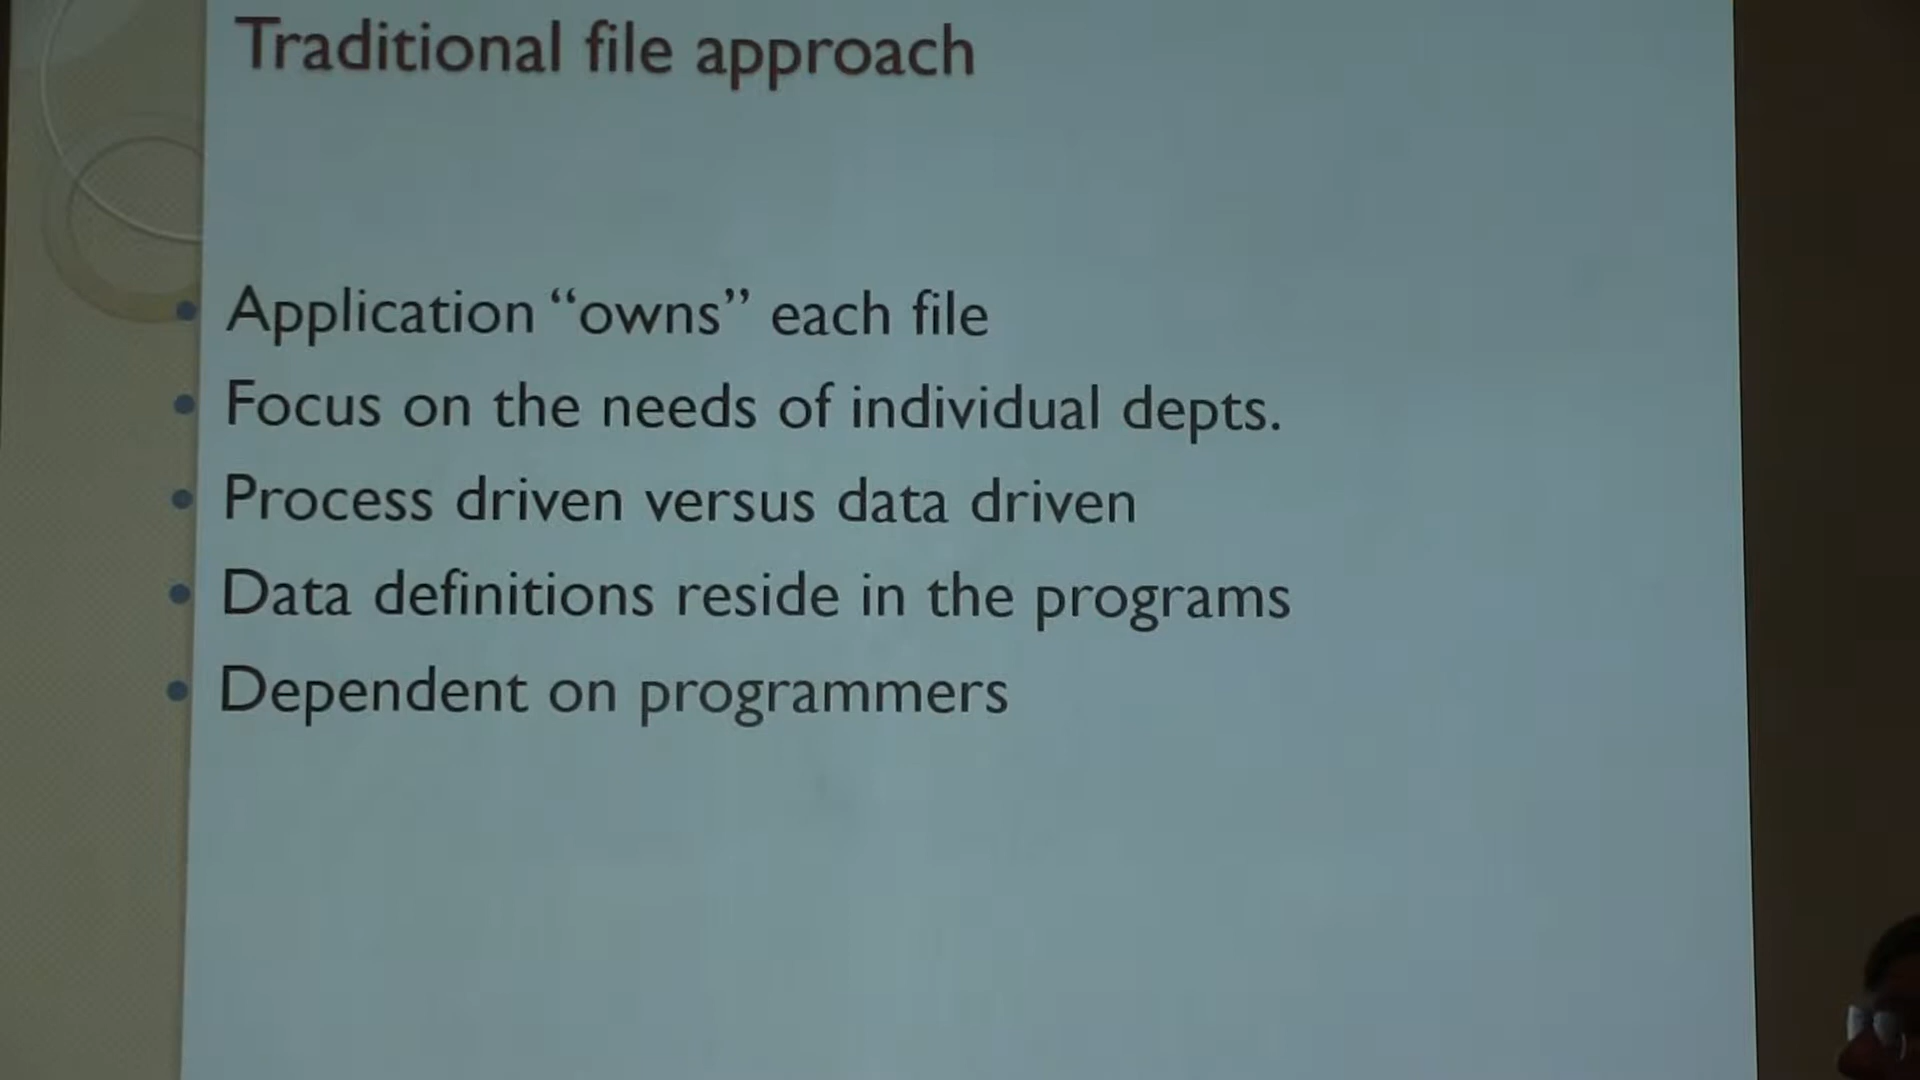 Traditional file approach
• Application “owns” each file
• Focus on the needs of individual depts.
• Process driven versus data driven
• Data definitions reside in the programs
• Dependent on programmers